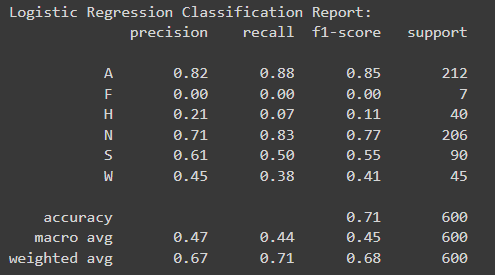 Logistic Regression Classification Report:
precision recall f1-score support
A 0.82 0.88 0.85 212
F 0.00 0.00 0.00 7
H 0.21 0.07 0.11 40
N 0.71 0.83 0.77 206
S 0.61 0.50 0.55 90
W 0.45 0.38 0.41 45
accuracy 0.71 600
macro avg 0.47 0.44 0.45 600
weighted avg 0.67 0.71 0.68 600